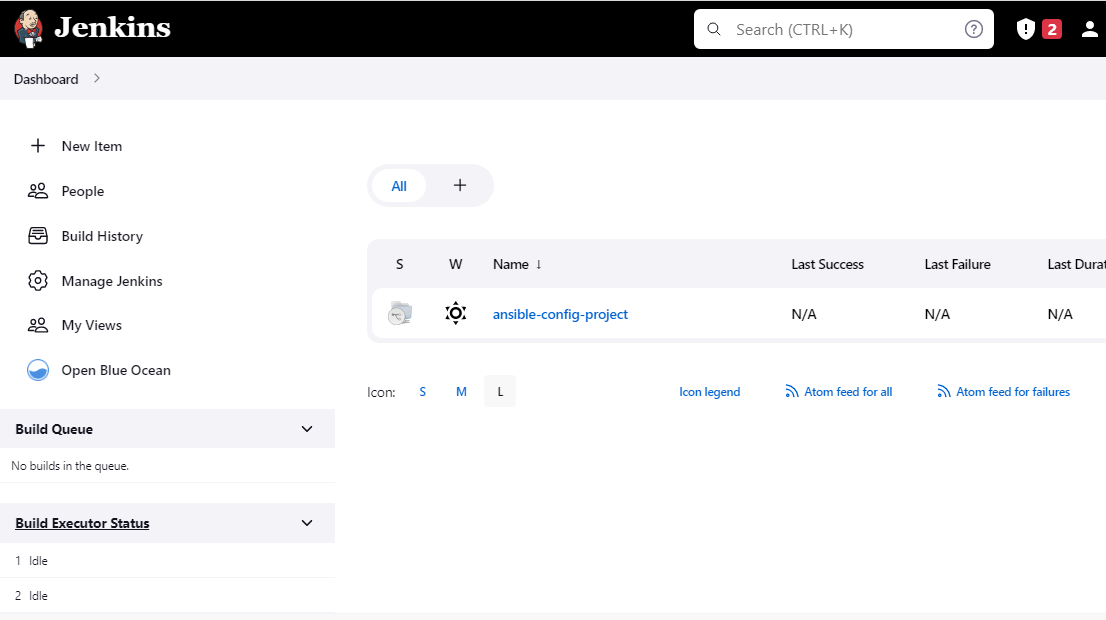 Jenkins
Search (CTRL+K)
2
Dashboard
New Item
People
Build History
Manage Jenkins
My Views
Open Blue Ocean
Build Queue
No builds in the queue.
Build Executor Status
1 Idle
2 Idle
All
S W Name ↓ Last Success Last Failure Last Durat
ansible-config-project N/A N/A N/A
Icon: S M L Icon legend Atom feed for all Atom feed for failures